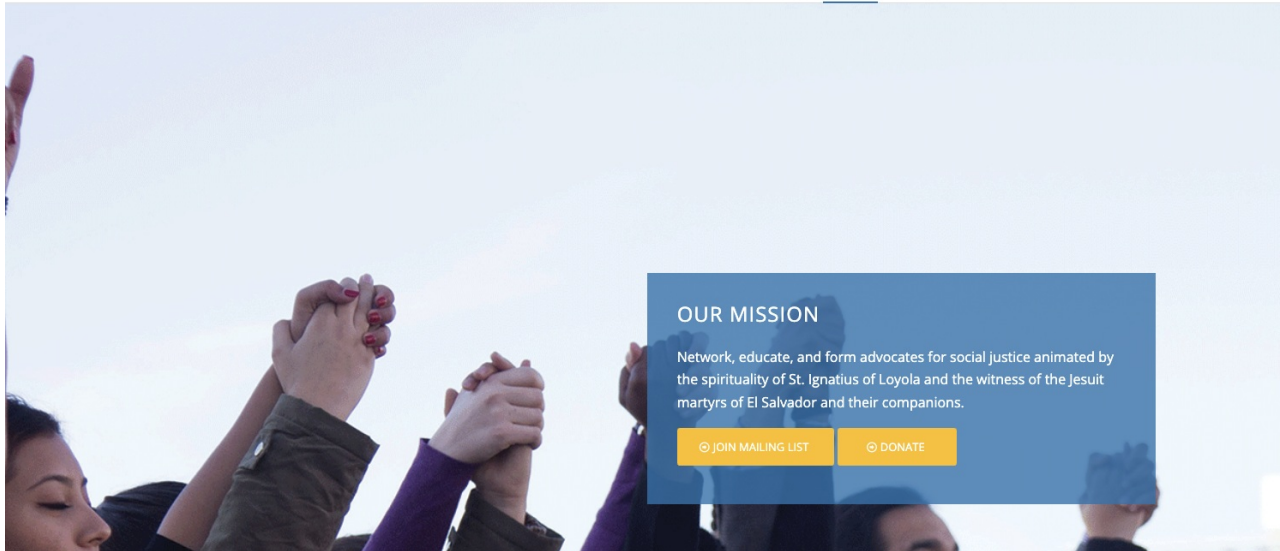 OUR MISSION
Network, educate, and form advocates for social justice animated by
the spirituality of St. Ignatius of Loyola and the witness of the Jesuit
martyrs of El Salvador and their companions.
JOIN MAILING LIST DONATE